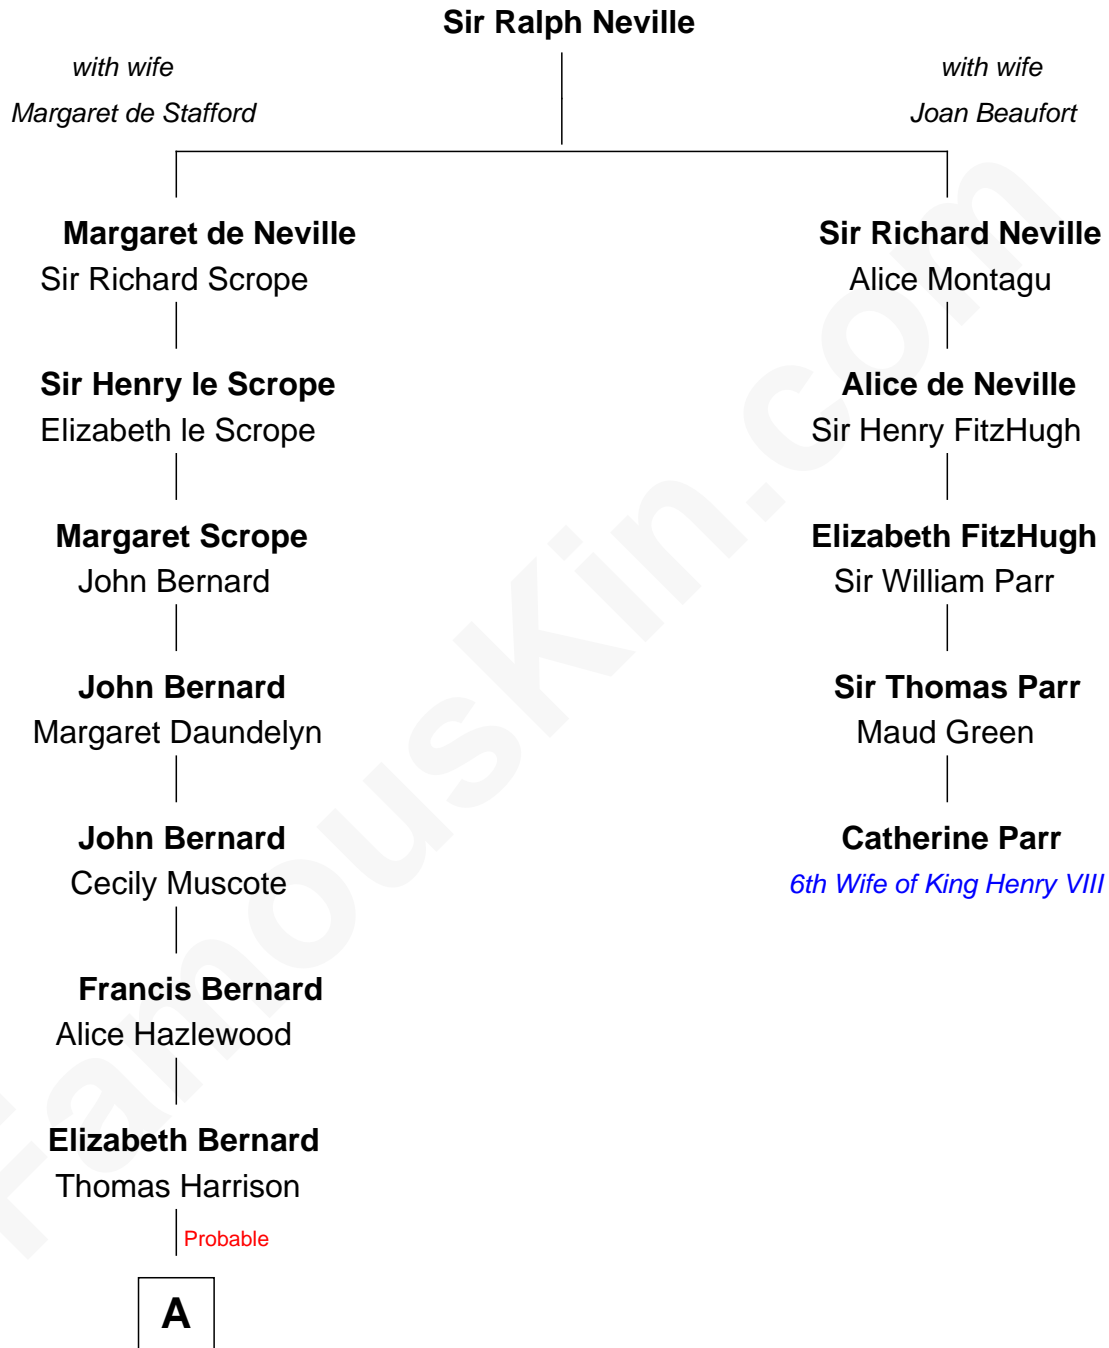 Sir Ralph Neville
with wife
Margaret de Stafford
with wife
Joan Beaufort
Margaret de Neville
Sir Richard Scrope
Sir Richard Neville
Alice Montagu
Sir Henry le Scrope
Elizabeth le Scrope
Alice de Neville
Sir Henry FitzHugh
Margaret Scrope
John Bernard
Elizabeth FitzHugh
Sir William Parr
John Bernard
Margaret Daundelyn
Sir Thomas Parr
Maud Green
John Bernard
Cecily Muscote
Catherine Parr
6th Wife of King Henry VIII
Francis Bernard
Alice Hazlewood
Elizabeth Bernard
Thomas Harrison
Probable
A
FamousKin.com